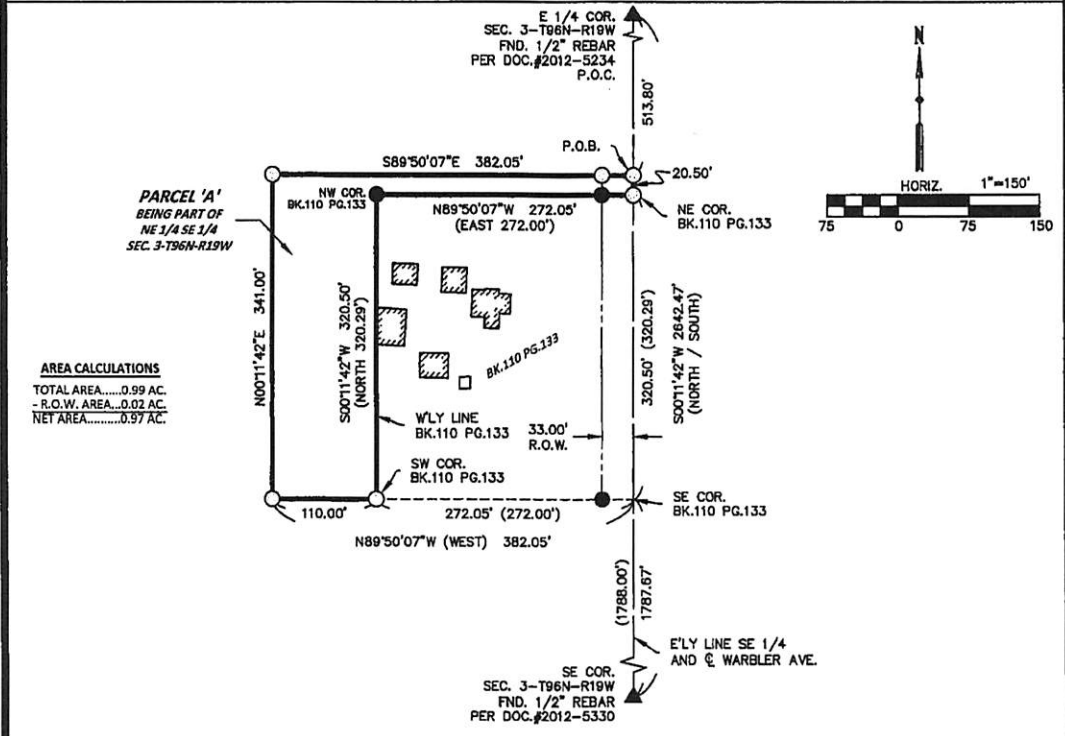 E 1/4 COR.
SEC. 3-T96N-R19W
FND. 1/2" REBAR
PER DOC.#2012-5234
P.O.C.
513.80'
N
HORIZ. 1"=150'
75 0 75 150
P.O.B.
S89°50'07"E 382.05'
20.50'
PARCEL 'A'
BEING PART OF
NE 1/4 SE 1/4
SEC. 3-T96N-R19W
NW COR.
BK.110 PG.133
N89°50'07"W 272.05'
(EAST 272.00')
NE COR.
BK.110 PG.133
N00°11'42"E 341.00'
S00°11'42"W 320.50'
(NORTH 320.29')
BK.110 PG.133
320.50' (320.29')
S00°11'42"W 2642.47'
(NORTH / SOUTH)
AREA CALCULATIONS
TOTAL AREA......0.99 AC.
- R.O.W. AREA...0.02 AC.
NET AREA..........0.97 AC.
W'LY LINE
BK.110 PG.133
33.00'
R.O.W.
SW COR.
BK.110 PG.133
SE COR.
BK.110 PG.133
110.00'
272.05' (272.00')
N89°50'07"W (WEST) 382.05'
(1788.00')
1787.67'
E'LY LINE SE 1/4
AND ℄ WARBLER AVE.
SE COR.
SEC. 3-T96N-R19W
FND. 1/2" REBAR
PER DOC.#2012-5330